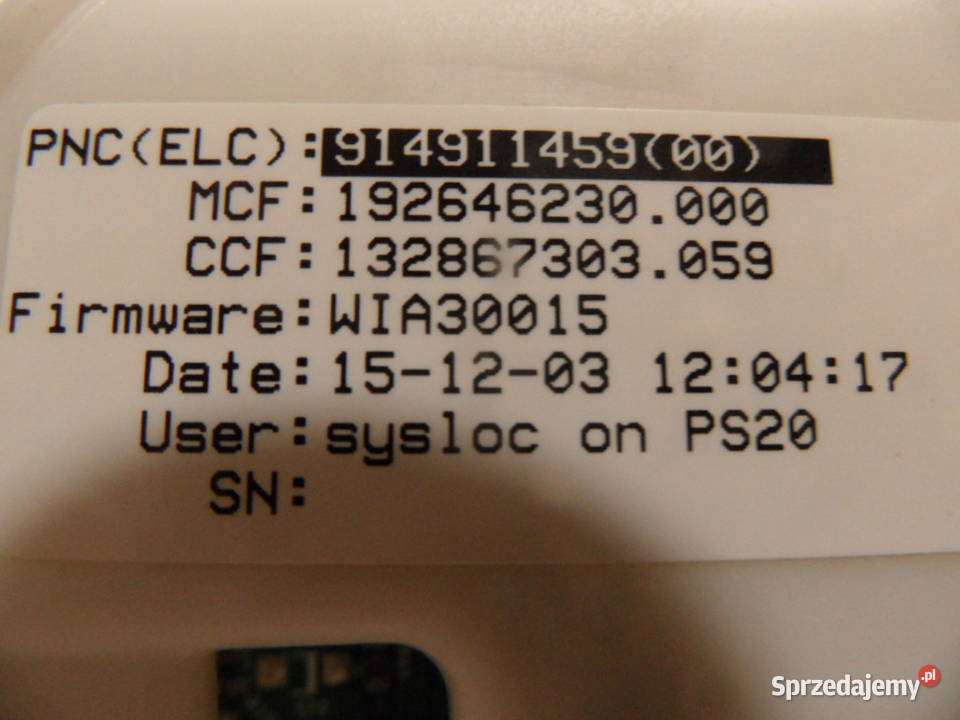 PNC(ELC):914911459(00)
MCF:192646230.000
CCF:132867303.059
Firmware:WIA30015
Date:15-12-03 12:04:17
User:sysloc on PS20
SN:
Sprzedajemy.pl